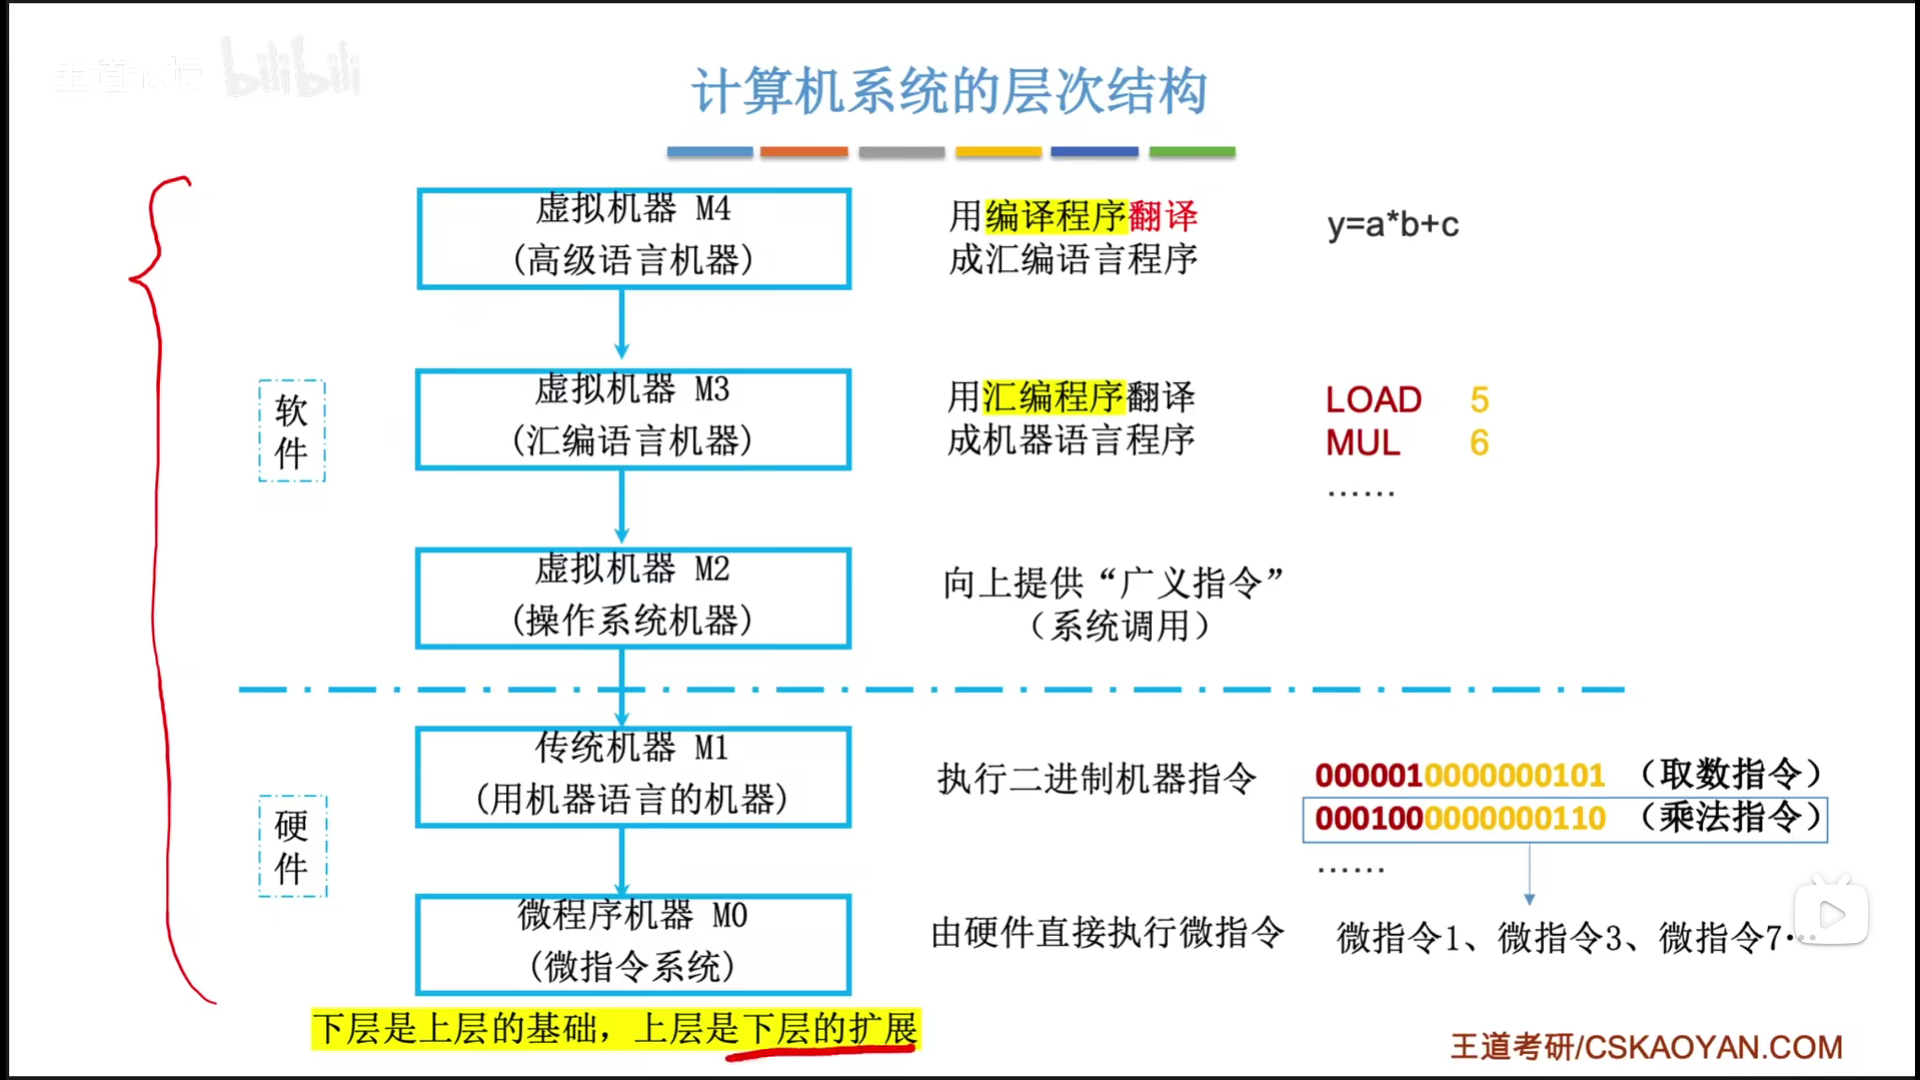 bilibili
计算机系统的层次结构
虚拟机器 M4
(高级语言机器)
用编译程序翻译
成汇编语言程序
y=a*b+c
软
件
虚拟机器 M3
(汇编语言机器)
用汇编程序翻译
成机器语言程序
LOAD 5
MUL 6
……
虚拟机器 M2
(操作系统机器)
向上提供“广义指令”
（系统调用）
硬
件
传统机器 M1
(用机器语言的机器)
执行二进制机器指令
0000010000000101 （取数指令）
0001000000000110 （乘法指令）
……
微程序机器 M0
(微指令系统)
由硬件直接执行微指令
微指令1、微指令3、微指令7…
下层是上层的基础，上层是下层的扩展
王道考研/CSKAOYAN.COM